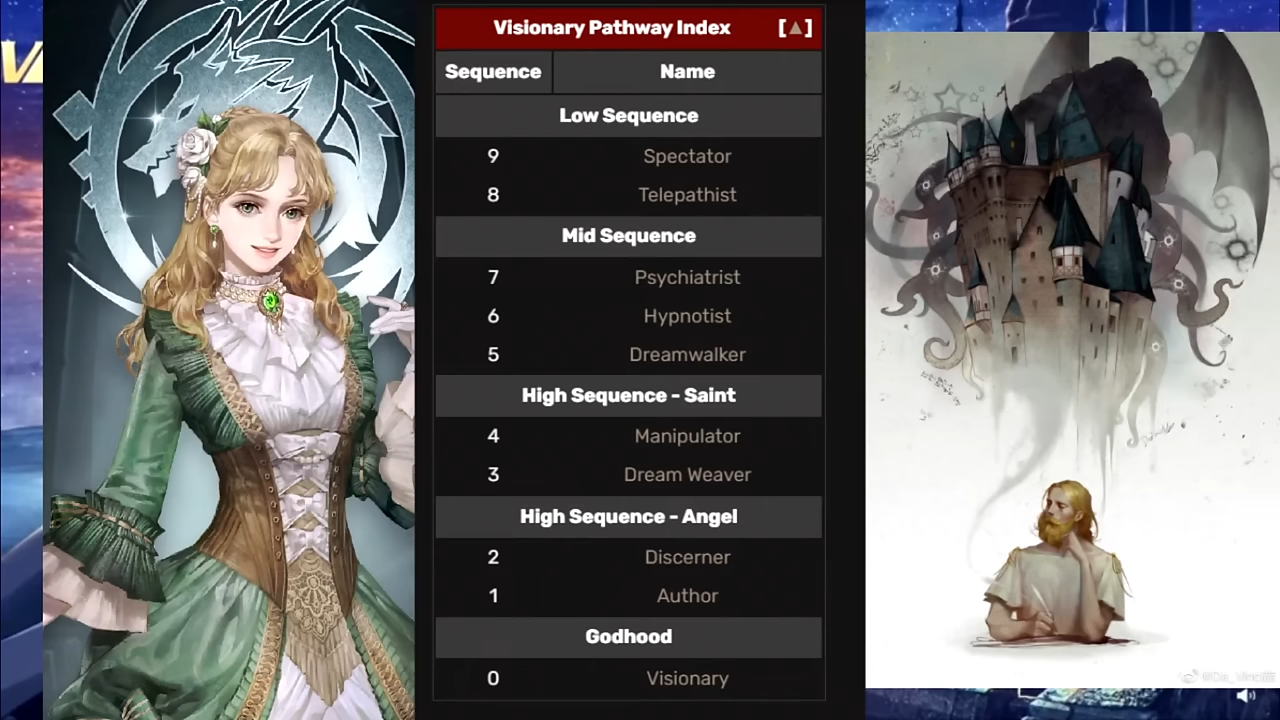 Visionary Pathway Index [▲]
Sequence Name
Low Sequence
9 Spectator
8 Telepathist
Mid Sequence
7 Psychiatrist
6 Hypnotist
5 Dreamwalker
High Sequence - Saint
4 Manipulator
3 Dream Weaver
High Sequence - Angel
2 Discerner
1 Author
Godhood
0 Visionary